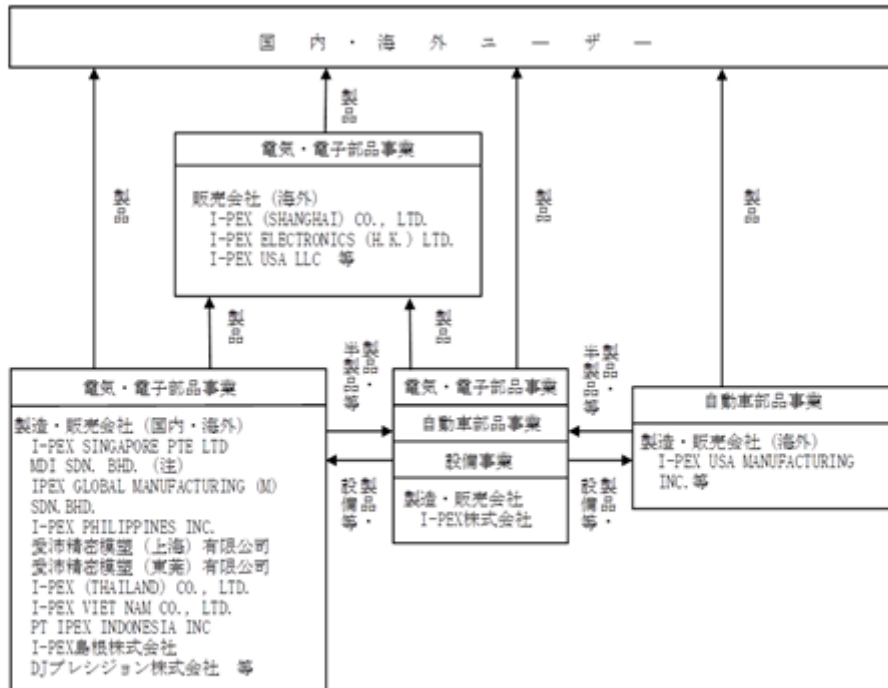 国内・海外ユーザー
製品
電気・電子部品事業
販売会社（海外）
I-PEX (SHANGHAI) CO., LTD.
I-PEX ELECTRONICS (H.K.) LTD.
I-PEX USA LLC 等
製品
製品
製品
製品
製品
電気・電子部品事業
製造・販売会社（国内・海外）
I-PEX SINGAPORE PTE LTD
MDI SDN. BHD.（注）
IPEX GLOBAL MANUFACTURING (M)
SDN.BHD.
I-PEX PHILIPPINES INC.
愛沛精密模塑（上海）有限公司
愛沛精密模塑（東莞）有限公司
I-PEX (THAILAND) CO., LTD.
I-PEX VIET NAM CO., LTD.
PT IPEX INDONESIA INC
I-PEX島根株式会社
DJプレシジョン株式会社 等
製品・
半製品等
製品・
設備等
電気・電子部品事業
自動車部品事業
設備事業
製造・販売会社
I-PEX株式会社
製品・
半製品等
製品・
設備等
自動車部品事業
製造・販売会社（海外）
I-PEX USA MANUFACTURING
INC.等